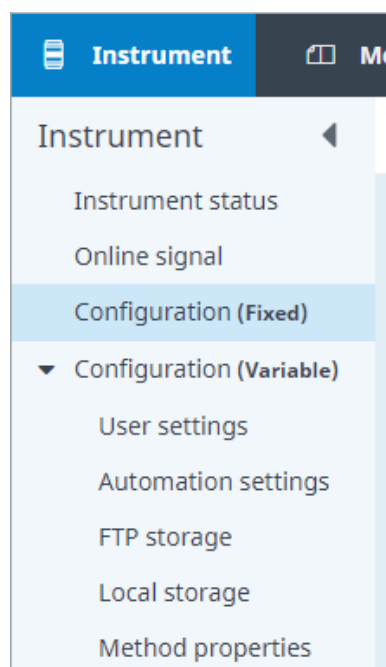 Instrument
Instrument
Instrument status
Online signal
Configuration (Fixed)
Configuration (Variable)
User settings
Automation settings
FTP storage
Local storage
Method properties